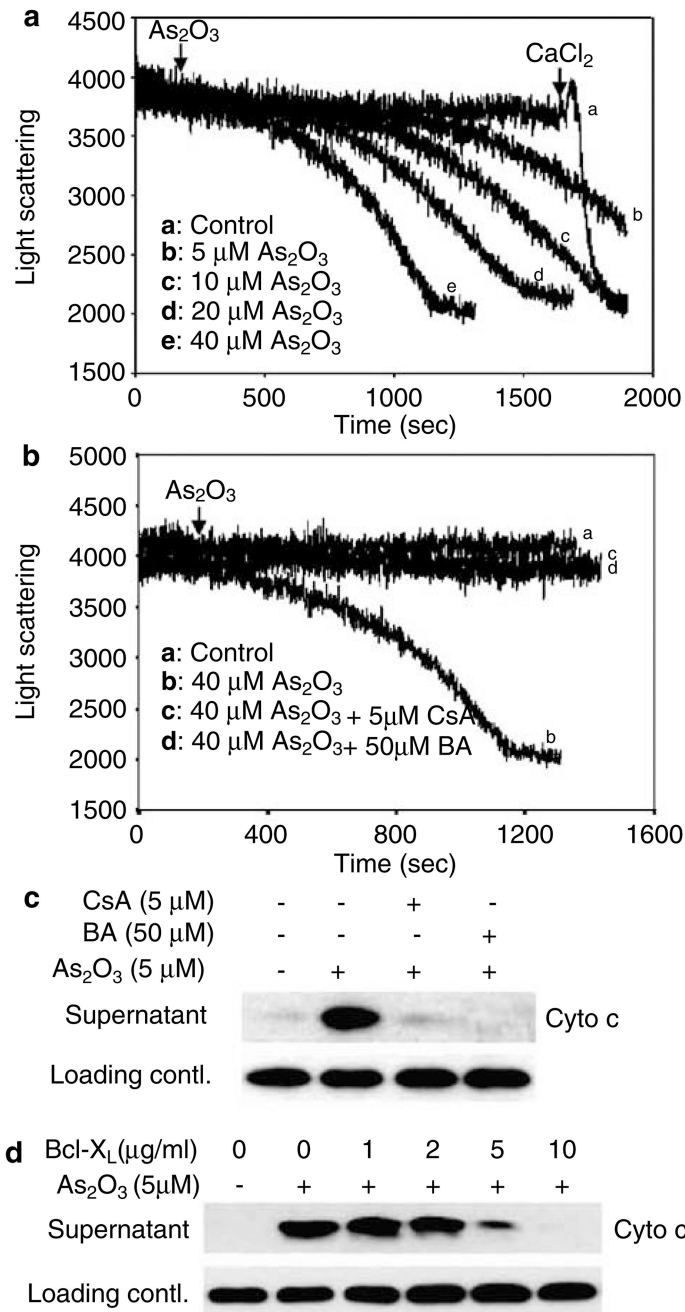 a
4500
4000
3500
3000
2500
2000
1500
Light scattering
As₂O₃
CaCl₂
a
b
c
d
e
a: Control
b: 5 μM As₂O₃
c: 10 μM As₂O₃
d: 20 μM As₂O₃
e: 40 μM As₂O₃
0 500 1000 1500 2000
Time (sec)
b
5000
4500
4000
3500
3000
2500
2000
1500
Light scattering
As₂O₃
a
c
d
b
a: Control
b: 40 μM As₂O₃
c: 40 μM As₂O₃ + 5μM CsA
d: 40 μM As₂O₃+ 50μM BA
0 400 800 1200 1600
Time (sec)
c
CsA (5 μM) - - + -
BA (50 μM) - - - +
As₂O₃ (5 μM) - + + +
Supernatant Cyto c
Loading contl.
d
Bcl-X_L(μg/ml) 0 0 1 2 5 10
As₂O₃ (5μM) - + + + + +
Supernatant Cyto c
Loading contl.